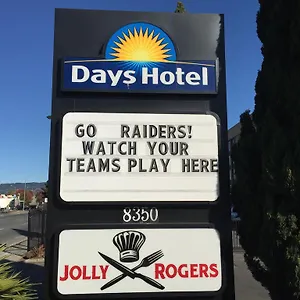 Days Hotel
GO RAIDERS!
WATCH YOUR
TEAMS PLAY HERE
8350
JOLLY ROGERS